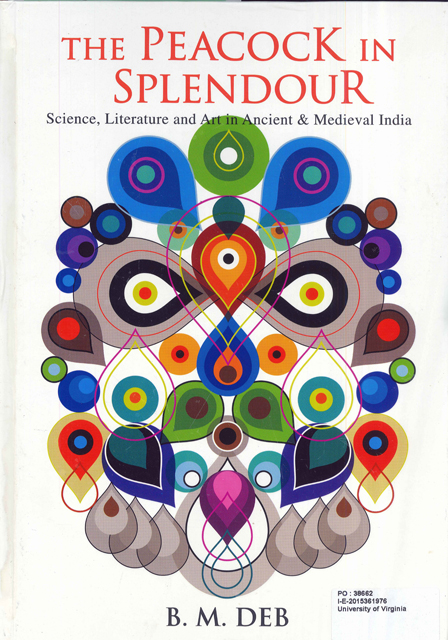 THE PEACOCK IN
SPLENDOUR
Science, Literature and Art in Ancient & Medieval India
PO : 38662
I-E-2015361976
University of Virginia
B. M. DEB